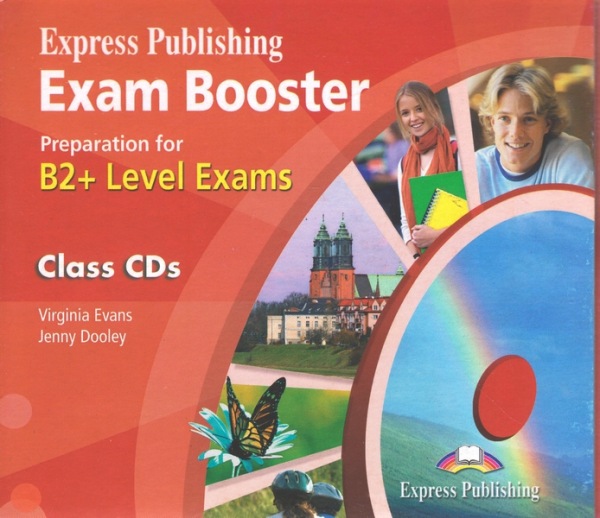 Express Publishing
Exam Booster
Preparation for
B2+ Level Exams
Class CDs
Virginia Evans
Jenny Dooley
Express Publishing